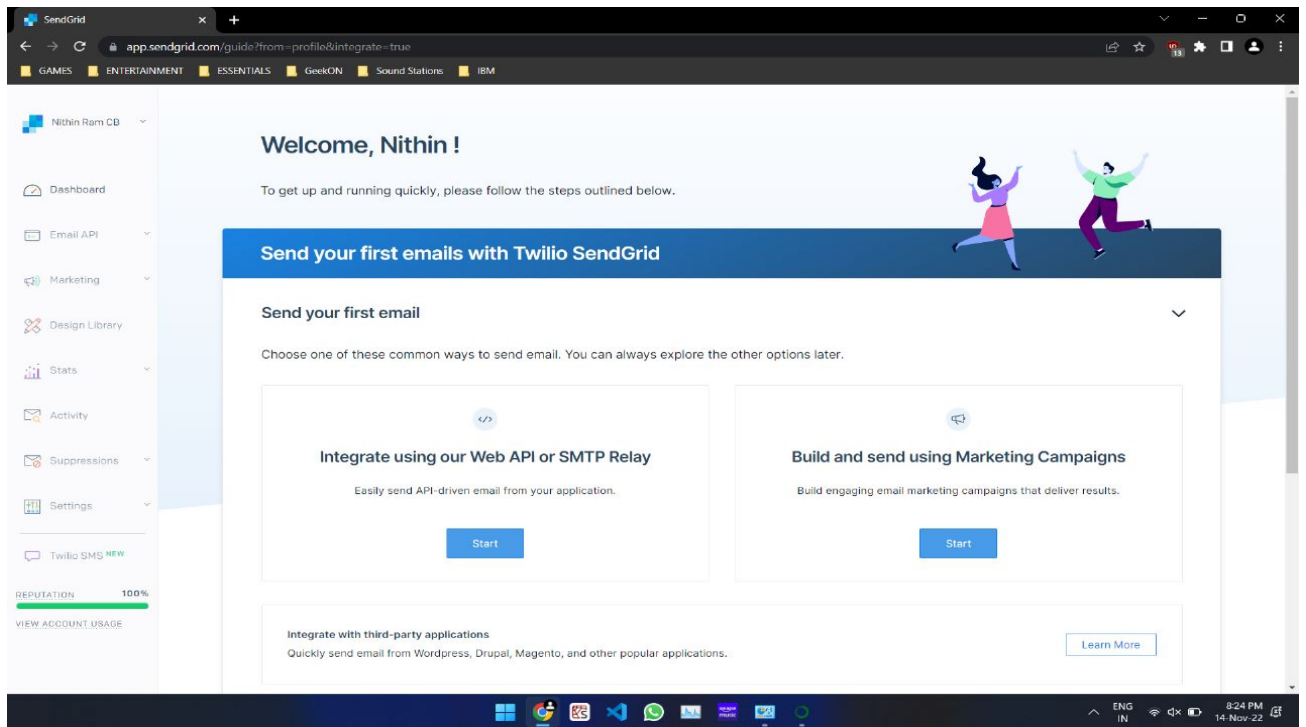 SendGrid
app.sendgrid.com/guide?from=profile&integrate=true
13
GAMES ENTERTAINMENT ESSENTIALS GeekON Sound Stations IBM
Nithin Ram CB
Welcome, Nithin !
To get up and running quickly, please follow the steps outlined below.
Dashboard
Email API
Marketing
Design Library
Stats
Activity
Suppressions
Settings
Twilio SMS NEW
REPUTATION 100%
VIEW ACCOUNT USAGE
Send your first emails with Twilio SendGrid
Send your first email
Choose one of these common ways to send email. You can always explore the other options later.
Integrate using our Web API or SMTP Relay
Easily send API-driven email from your application.
Start
Build and send using Marketing Campaigns
Build engaging email marketing campaigns that deliver results.
Start
Integrate with third-party applications
Quickly send email from Wordpress, Drupal, Magento, and other popular applications.
Learn More
ENG
IN
8:24 PM
14-Nov-22